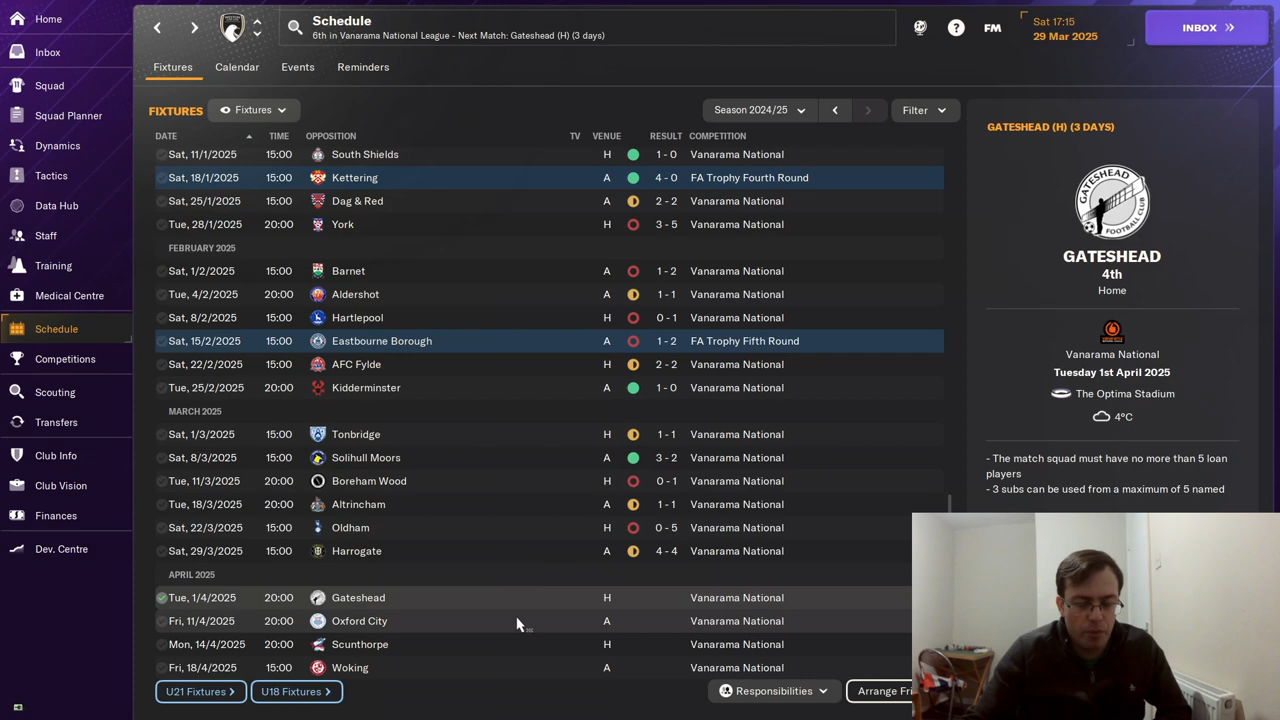 Home
Inbox
Squad
Squad Planner
Dynamics
Tactics
Data Hub
Staff
Training
Medical Centre
Schedule
Competitions
Scouting
Transfers
Club Info
Club Vision
Finances
Dev. Centre
Schedule
6th in Vanarama National League - Next Match: Gateshead (H) (3 days)
FM
Sat 17:15
29 Mar 2025
INBOX
Fixtures Calendar Events Reminders
FIXTURES Fixtures Season 2024/25 Filter
DATE TIME OPPOSITION TV VENUE RESULT COMPETITION
Sat, 11/1/2025 15:00 South Shields H 1 - 0 Vanarama National
Sat, 18/1/2025 15:00 Kettering A 4 - 0 FA Trophy Fourth Round
Sat, 25/1/2025 15:00 Dag & Red A 2 - 2 Vanarama National
Tue, 28/1/2025 20:00 York H 3 - 5 Vanarama National
FEBRUARY 2025
Sat, 1/2/2025 15:00 Barnet A 1 - 2 Vanarama National
Tue, 4/2/2025 20:00 Aldershot A 1 - 1 Vanarama National
Sat, 8/2/2025 15:00 Hartlepool H 0 - 1 Vanarama National
Sat, 15/2/2025 15:00 Eastbourne Borough A 1 - 2 FA Trophy Fifth Round
Sat, 22/2/2025 15:00 AFC Fylde H 2 - 2 Vanarama National
Tue, 25/2/2025 20:00 Kidderminster A 1 - 0 Vanarama National
MARCH 2025
Sat, 1/3/2025 15:00 Tonbridge H 1 - 1 Vanarama National
Sat, 8/3/2025 15:00 Solihull Moors A 3 - 2 Vanarama National
Tue, 11/3/2025 20:00 Boreham Wood H 0 - 1 Vanarama National
Tue, 18/3/2025 20:00 Altrincham A 1 - 1 Vanarama National
Sat, 22/3/2025 15:00 Oldham H 0 - 5 Vanarama National
Sat, 29/3/2025 15:00 Harrogate A 4 - 4 Vanarama National
APRIL 2025
Tue, 1/4/2025 20:00 Gateshead H Vanarama National
Fri, 11/4/2025 20:00 Oxford City A Vanarama National
Mon, 14/4/2025 20:00 Scunthorpe H Vanarama National
Fri, 18/4/2025 15:00 Woking A Vanarama National
U21 Fixtures U18 Fixtures Responsibilities Arrange Fri
GATESHEAD (H) (3 DAYS)
GATESHEAD
FOOTBALL CLUB
GATESHEAD
4th
Home
Vanarama National
Tuesday 1st April 2025
The Optima Stadium
4°C
- The match squad must have no more than 5 loan
players
- 3 subs can be used from a maximum of 5 named